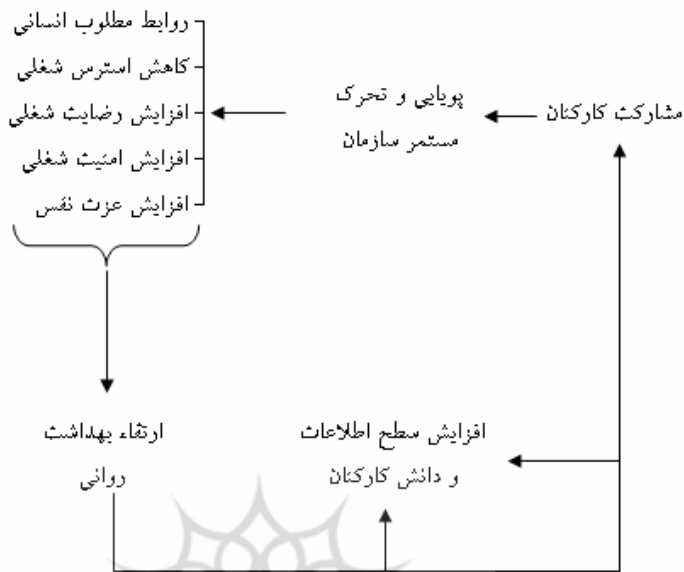 روابط مطلوب انسانی
کاهش استرس شغلی
افزایش رضایت شغلی
افزایش امنیت شغلی
افزایش عزت نفس
پویایی و تحرک
مستمر سازمان
مشارکت کارکنان
ارتقاء بهداشت
روانی
افزایش سطح اطلاعات
و دانش کارکنان